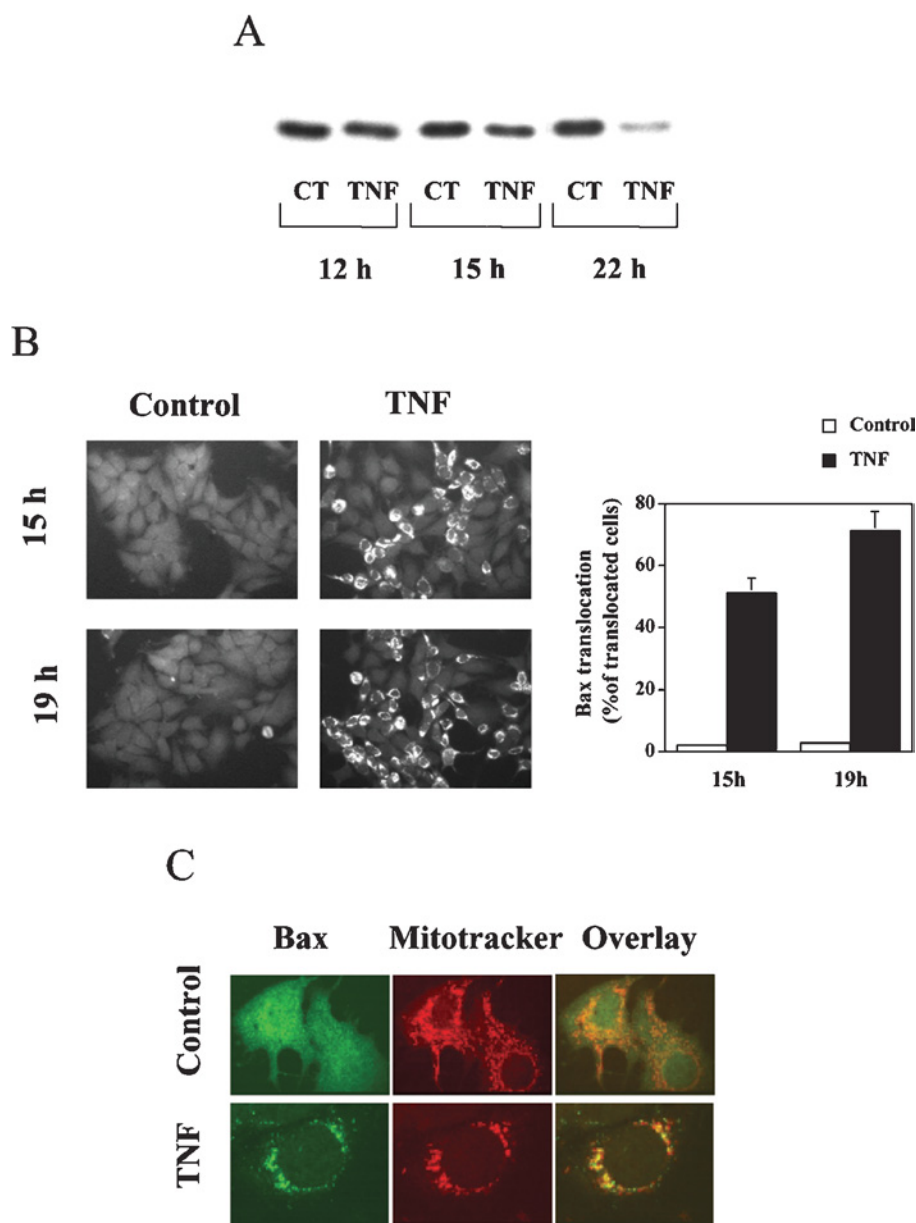 A
CT TNF CT TNF CT TNF
12 h 15 h 22 h
B
Control TNF
15 h
19 h
Control
TNF
Bax translocation
(%of translocated cells)
80
60
40
20
0
15h 19h
C
Bax Mitotracker Overlay
Control
TNF